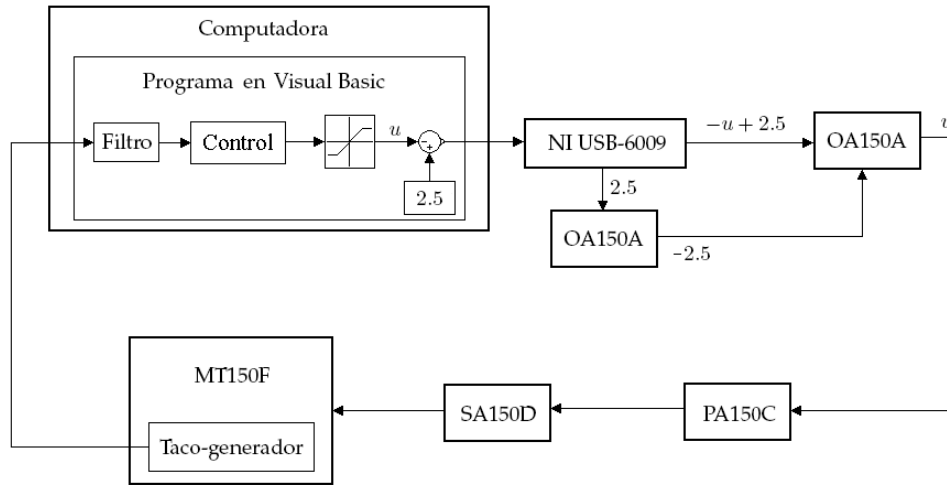 Computadora
Programa en Visual Basic
Filtro
Control
u
-
+
2.5
NI USB-6009
−u + 2.5
OA150A
u
2.5
OA150A
-2.5
MT150F
Taco-generador
SA150D
PA150C